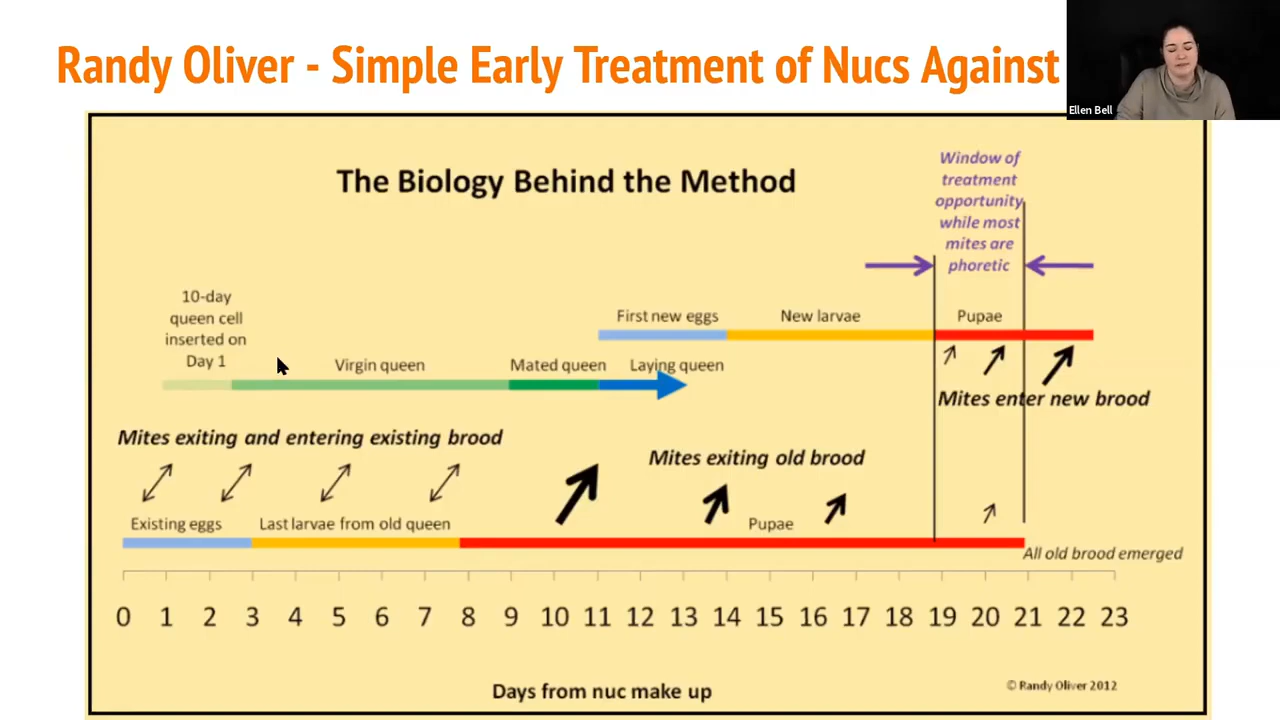 Randy Oliver - Simple Early Treatment of Nucs Against
Ellen Bell
The Biology Behind the Method
Window of
treatment
opportunity
while most
mites are
phoretic
10-day
queen cell
inserted on
Day 1
First new eggs
New larvae
Pupae
Virgin queen
Mated queen
Laying queen
Mites enter new brood
Mites exiting and entering existing brood
Mites exiting old brood
Existing eggs
Last larvae from old queen
Pupae
All old brood emerged
0 1 2 3 4 5 6 7 8 9 10 11 12 13 14 15 16 17 18 19 20 21 22 23
Days from nuc make up
© Randy Oliver 2012